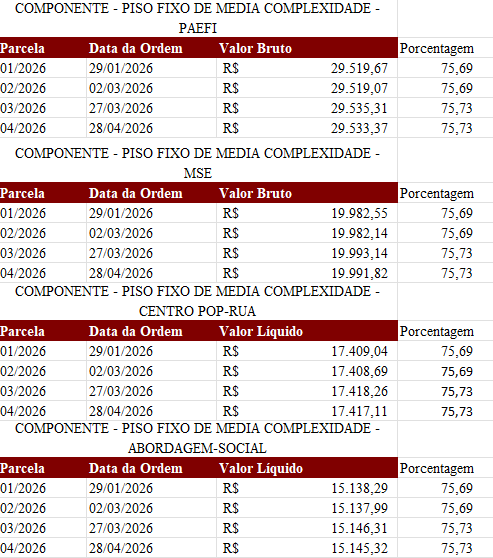 COMPONENTE - PISO FIXO DE MEDIA COMPLEXIDADE -
PAEFI
Parcela Data da Ordem Valor Bruto Porcentagem
01/2026 29/01/2026 R$ 29.519,67 75,69
02/2026 02/03/2026 R$ 29.519,07 75,69
03/2026 27/03/2026 R$ 29.535,31 75,73
04/2026 28/04/2026 R$ 29.533,37 75,73
COMPONENTE - PISO FIXO DE MEDIA COMPLEXIDADE -
MSE
Parcela Data da Ordem Valor Bruto Porcentagem
01/2026 29/01/2026 R$ 19.982,55 75,69
02/2026 02/03/2026 R$ 19.982,14 75,69
03/2026 27/03/2026 R$ 19.993,14 75,73
04/2026 28/04/2026 R$ 19.991,82 75,73
COMPONENTE - PISO FIXO DE MEDIA COMPLEXIDADE -
CENTRO POP-RUA
Parcela Data da Ordem Valor Líquido Porcentagem
01/2026 29/01/2026 R$ 17.409,04 75,69
02/2026 02/03/2026 R$ 17.408,69 75,69
03/2026 27/03/2026 R$ 17.418,26 75,73
04/2026 28/04/2026 R$ 17.417,11 75,73
COMPONENTE - PISO FIXO DE MEDIA COMPLEXIDADE -
ABORDAGEM-SOCIAL
Parcela Data da Ordem Valor Líquido Porcentagem
01/2026 29/01/2026 R$ 15.138,29 75,69
02/2026 02/03/2026 R$ 15.137,99 75,69
03/2026 27/03/2026 R$ 15.146,31 75,73
04/2026 28/04/2026 R$ 15.145,32 75,73